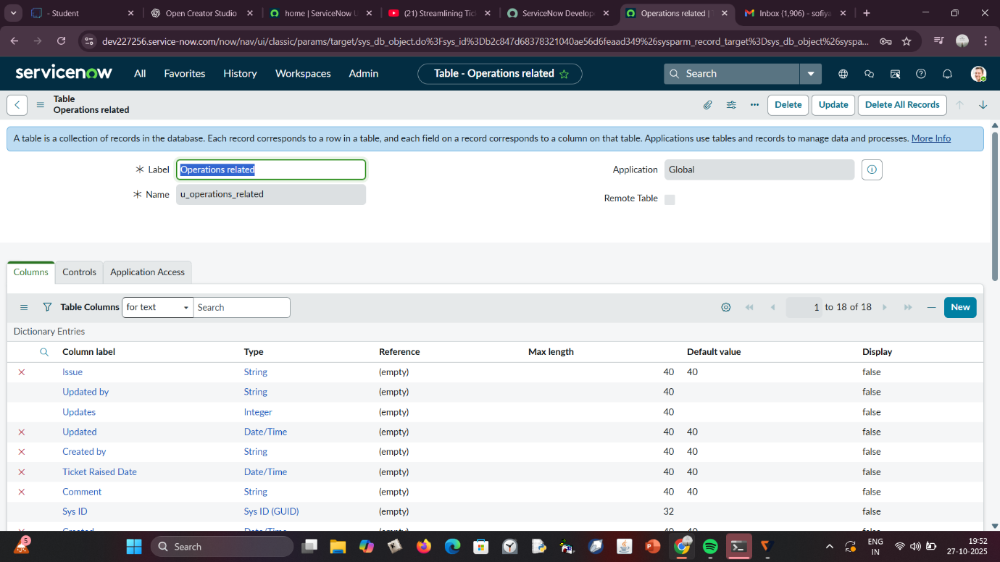 - Student
Open Creator Studio
home | ServiceNow U
(21) Streamlining Tic
ServiceNow Develop
Operations related |
Inbox (1,906) - sofiya
dev227256.service-now.com/now/nav/ui/classic/params/target/sys_db_object.do%3Fsys_id%3Db2c847d68378321040ae56d6feaad349%26sysparm_record_target%3Dsys_db_object%26syspa...
servicenow All Favorites History Workspaces Admin Table - Operations related Search
Table
Operations related
Delete Update Delete All Records
A table is a collection of records in the database. Each record corresponds to a row in a table, and each field on a record corresponds to a column on that table. Applications use tables and records to manage data and processes. More Info
Label Operations related Application Global
Name u_operations_related Remote Table
Columns Controls Application Access
Table Columns for text Search 1 to 18 of 18 New
Dictionary Entries
Column label Type Reference Max length Default value Display
Issue String (empty) 40 40 false
Updated by String (empty) 40 false
Updates Integer (empty) 40 false
Updated Date/Time (empty) 40 40 false
Created by String (empty) 40 40 false
Ticket Raised Date Date/Time (empty) 40 40 false
Comment String (empty) 40 40 false
Sys ID Sys ID (GUID) (empty) 32 false
Created Date/Time (empty) 40 40 false
5
Search
ENG
IN
19:52
27-10-2025